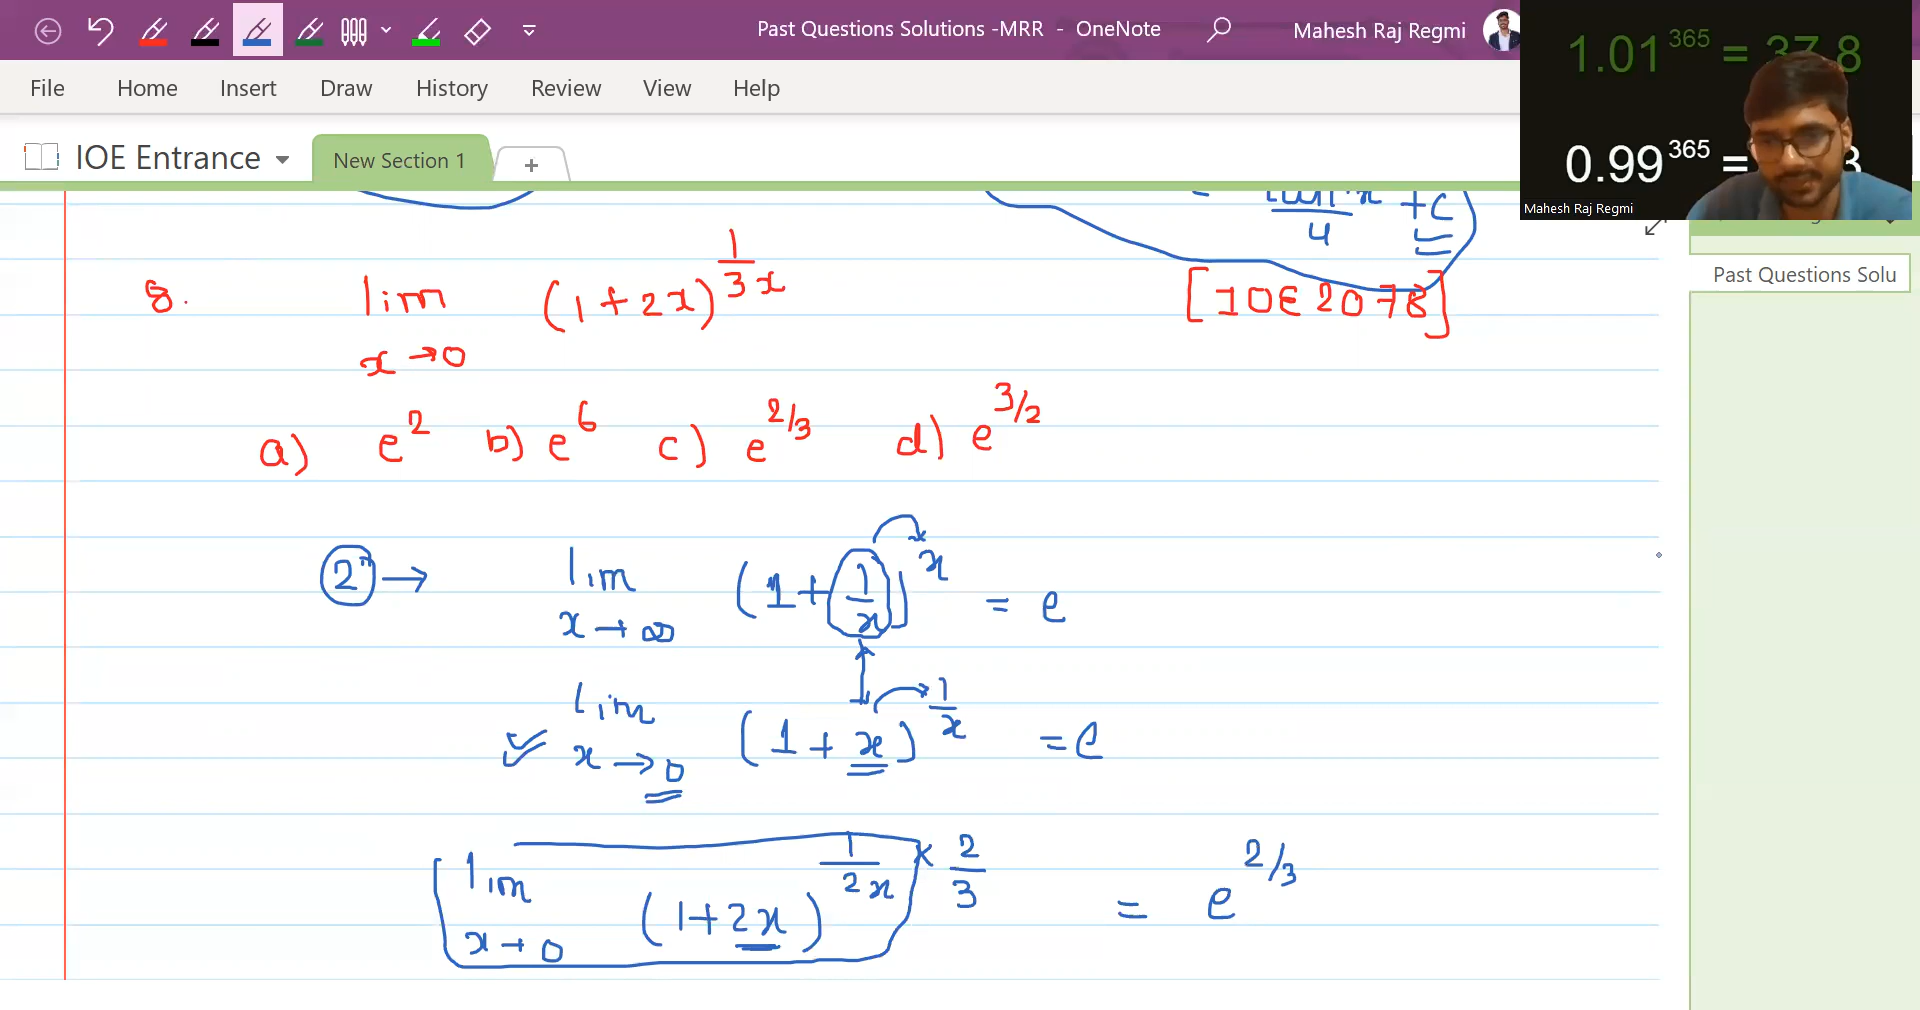 Past Questions Solutions -MRR - OneNote
Mahesh Raj Regmi
File Home Insert Draw History Review View Help
IOE Entrance
New Section 1
+
1.01^365 =
0.99^365 =
Mahesh Raj Regmi
Past Questions Solu
/4 + c
8. lim x→0 (1+2x)^(1/3x) [IOE 2078]
a) e^2 b) e^6 c) e^(2/3) d) e^(3/2)
lim x→∞ (1+1/x)^x = e
lim x→0 (1+x)^(1/x) = e
[lim x→0 (1+2x)^(1/2x)] × 2/3 = e^(2/3)